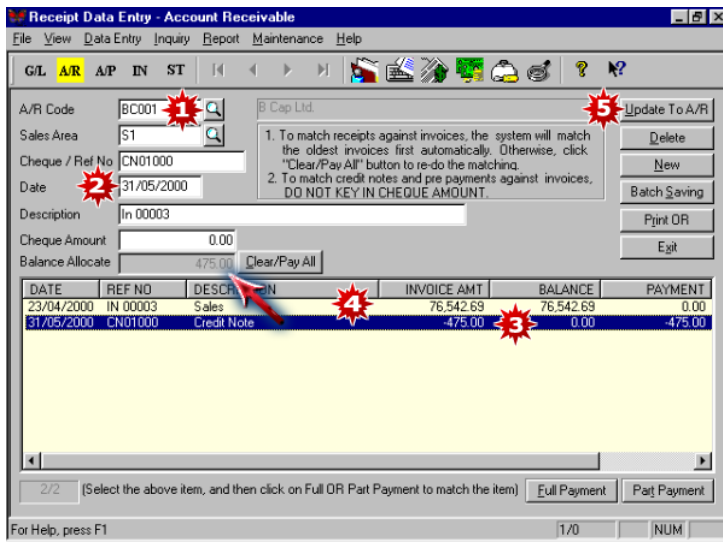 Receipt Data Entry - Account Receivable
File View Data Entry Inquiry Report Maintenance Help
G/L A/R A/P IN ST
A/R Code BC001 1 B Cap Ltd. 5 Update To A/R
Sales Area S1
Cheque / Ref No CN01000
Date 2 31/05/2000
Description In 00003
Cheque Amount 0.00
Balance Allocate 475.00 Clear/Pay All
1. To match receipts against invoices, the system will match
the oldest invoices first automatically. Otherwise, click
"Clear/Pay All" button to re-do the matching.
2. To match credit notes and pre payments against invoices,
DO NOT KEY IN CHEQUE AMOUNT.
Delete
New
Batch Saving
Print OR
Exit
DATE REF NO DESCRIPTION INVOICE AMT BALANCE PAYMENT
23/04/2000 IN 00003 Sales 4 76,542.69 76,542.69 0.00
31/05/2000 CN01000 Credit Note -475.00 3 0.00 -475.00
2/2 (Select the above item, and then click on Full OR Part Payment to match the item) Full Payment Part Payment
For Help, press F1 1/0 NUM